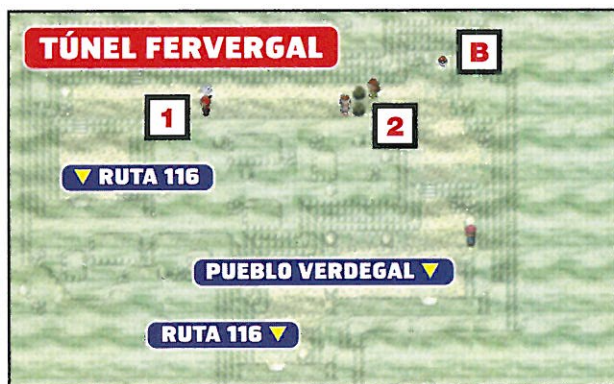 TÚNEL FERVERGAL
B
1
2
▼ RUTA 116
PUEBLO VERDEGAL ▼
RUTA 116 ▼